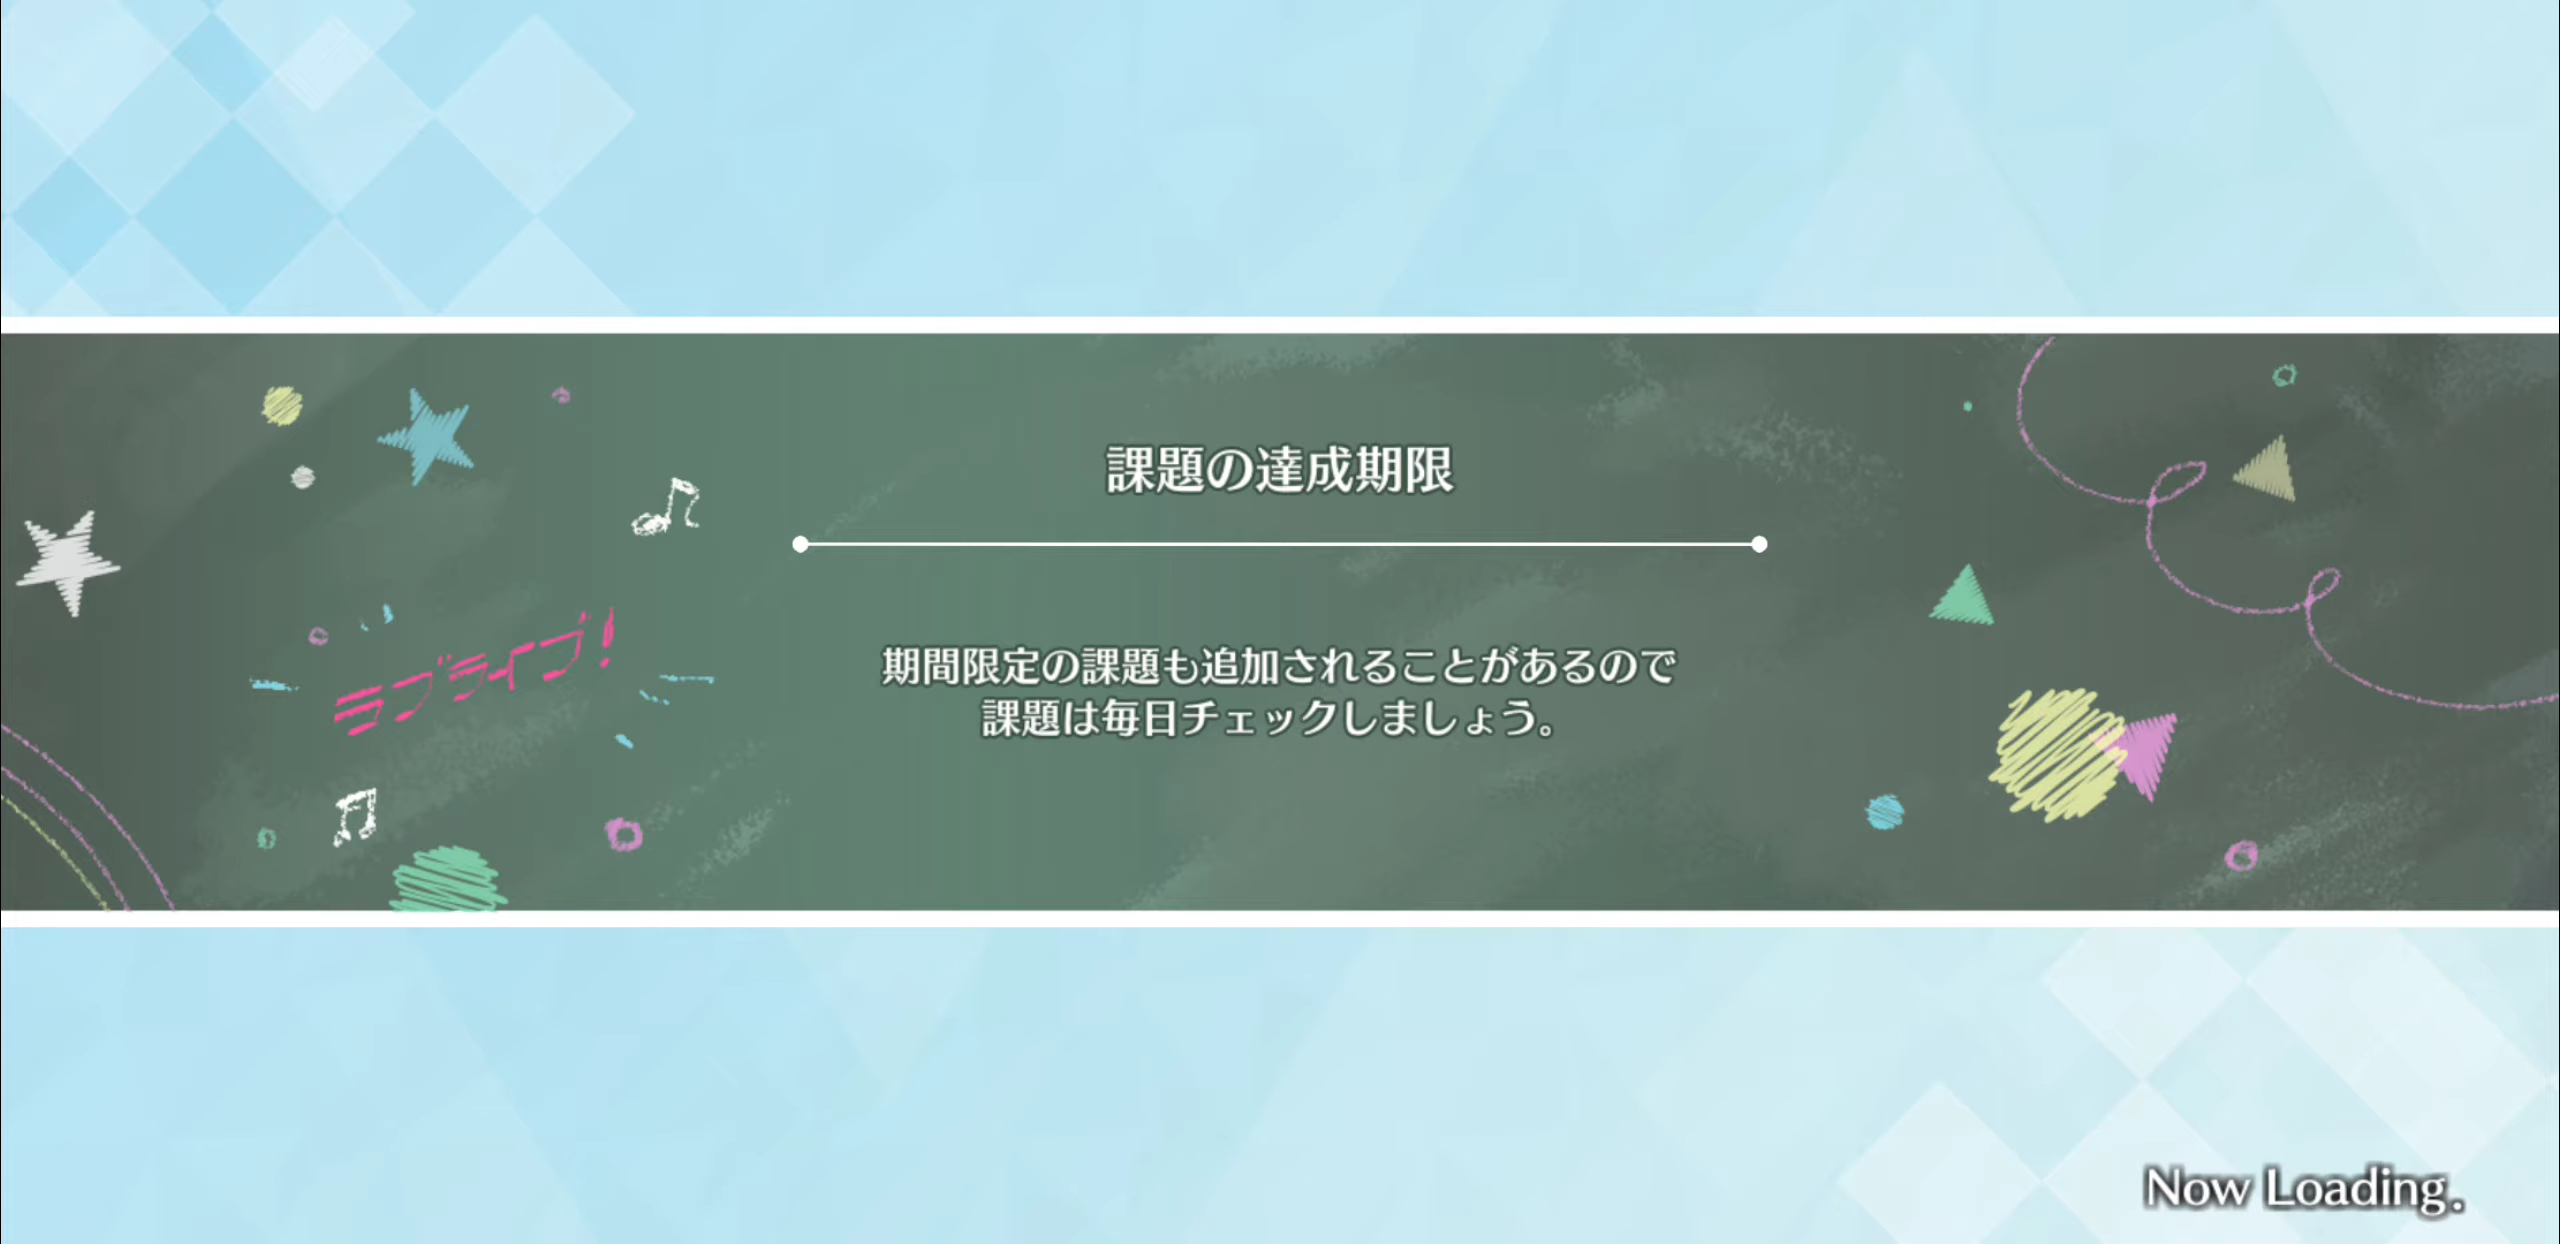 課題の達成期限
ラブライブ!
期間限定の課題も追加されることがあるので
課題は毎日チェックしましょう。
Now Loading.